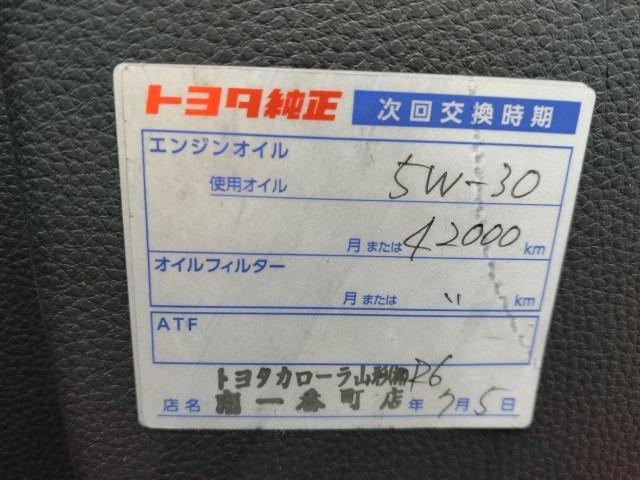 トヨタ純正 次回交換時期
エンジンオイル
使用オイル 5W-30
月または 42000 km
オイルフィルター
月または 〃 km
ATF
トヨタカローラ山形㈱ R6
店名 南一番町店 年 7月5日